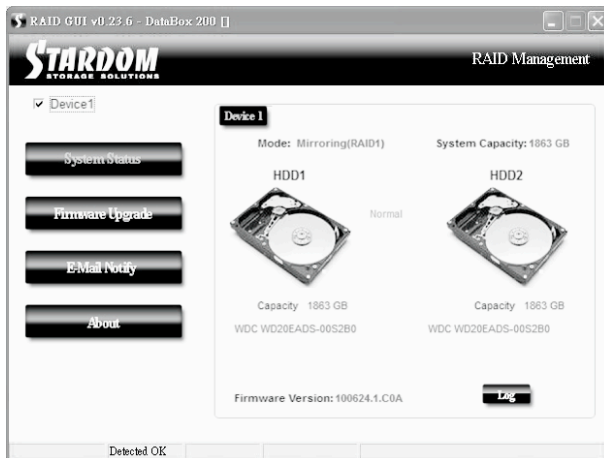 RAID GUI v0.23.6 - DataBox 200 []
STARDOM
STORAGE SOLUTIONS
RAID Management
Device1
System Status
Firmware Upgrade
E-Mail Notify
About
Device 1
Mode: Mirroring(RAID1)
System Capacity: 1863 GB
HDD1
HDD2
Normal
Capacity 1863 GB
Capacity 1863 GB
WDC WD20EADS-00S2B0
WDC WD20EADS-00S2B0
Firmware Version: 100624.1.C0A
Log
Detected OK